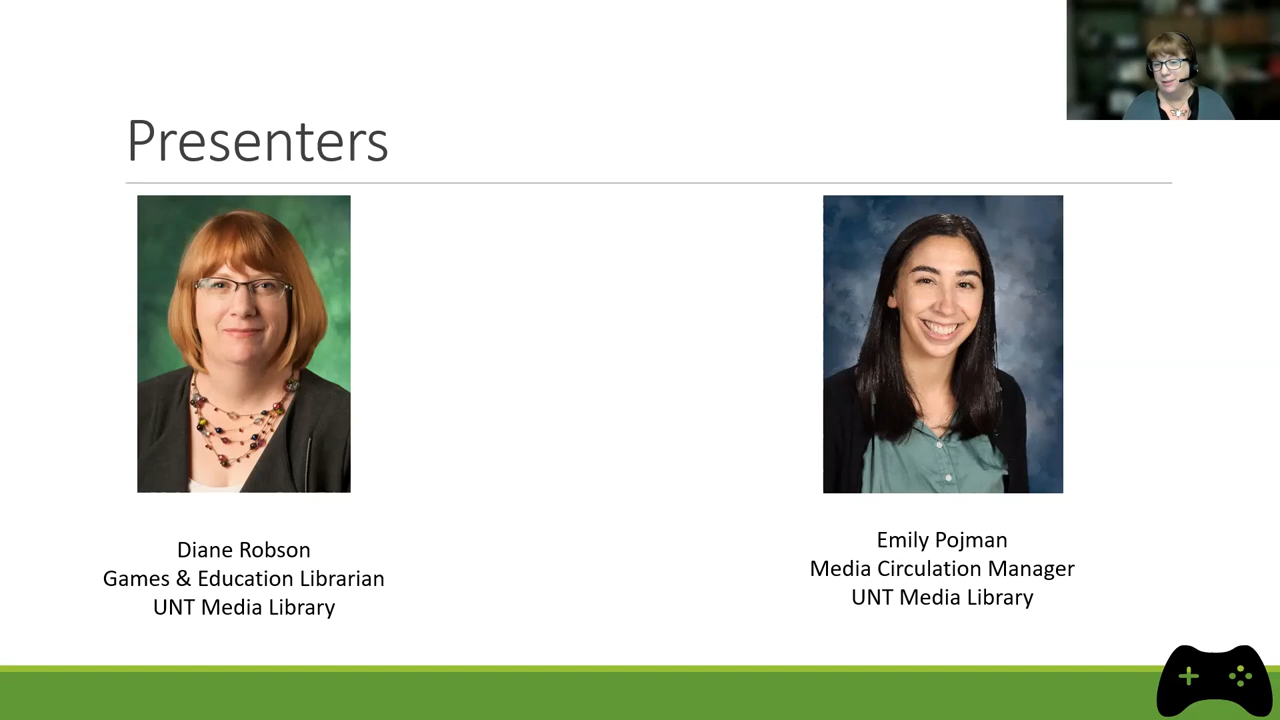 Presenters
Diane Robson
Games & Education Librarian
UNT Media Library
Emily Pojman
Media Circulation Manager
UNT Media Library